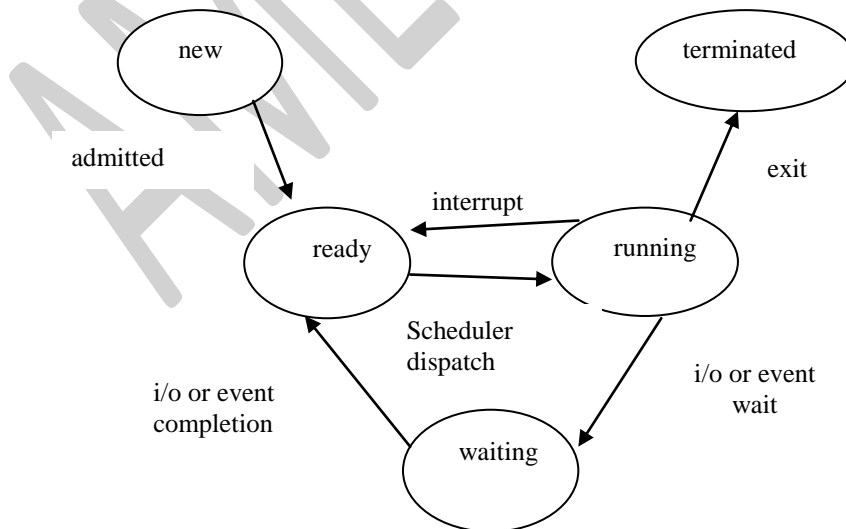 new
terminated
admitted
exit
interrupt
ready
running
Scheduler
dispatch
i/o or event
wait
i/o or event
completion
waiting